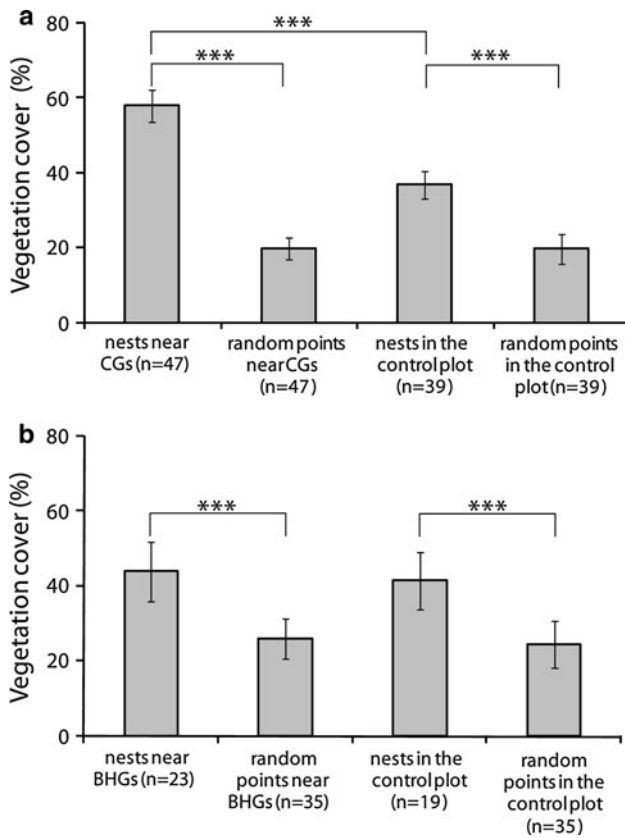 a
80
60
40
20
0
Vegetation cover (%)
***
***
***
nests near
CGs (n=47)
random points
near CGs
(n=47)
nests in the
control plot
(n=39)
random points
in the control
plot (n=39)
b
80
60
40
20
0
Vegetation cover (%)
***
***
nests near
BHGs (n=23)
random
points near
BHGs (n=35)
nests in the
control plot
(n=19)
random
points in the
control plot
(n=35)